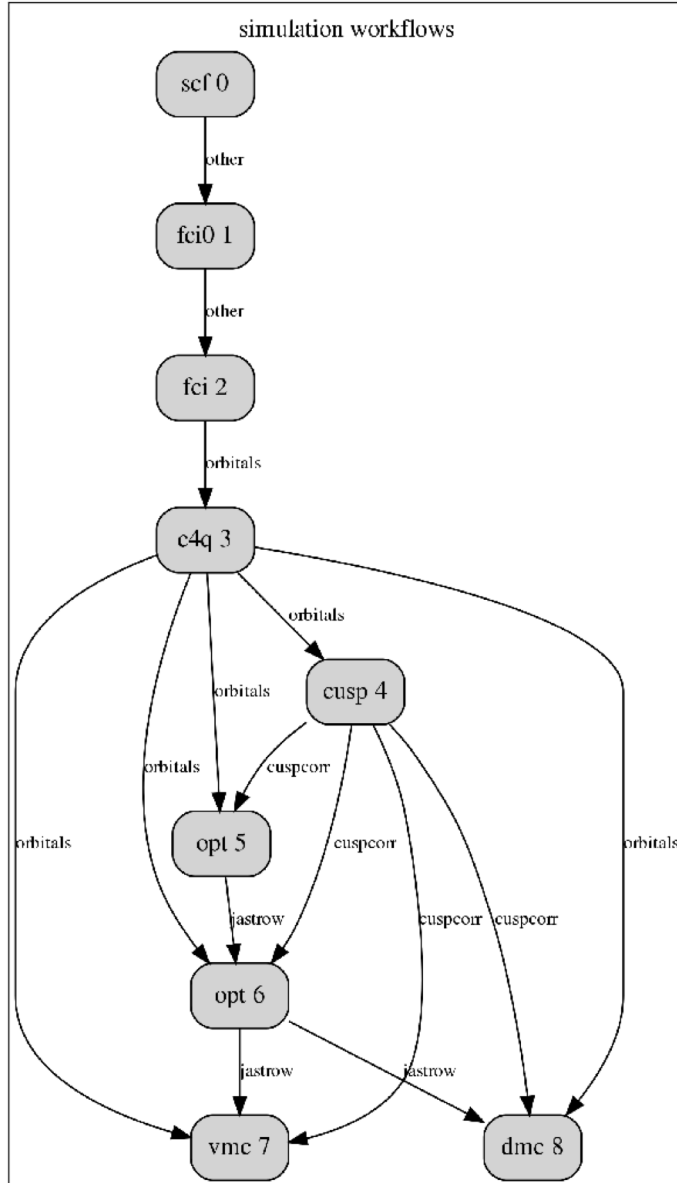 simulation workflows
scf 0
other
fci0 1
other
fci 2
orbitals
c4q 3
orbitals
cusp 4
orbitals
orbitals
cuspcorr
orbitals
opt 5
cuspcorr
orbitals
jastrow
cuspcorr
cuspcorr
opt 6
jastrow
jastrow
vmc 7
dmc 8